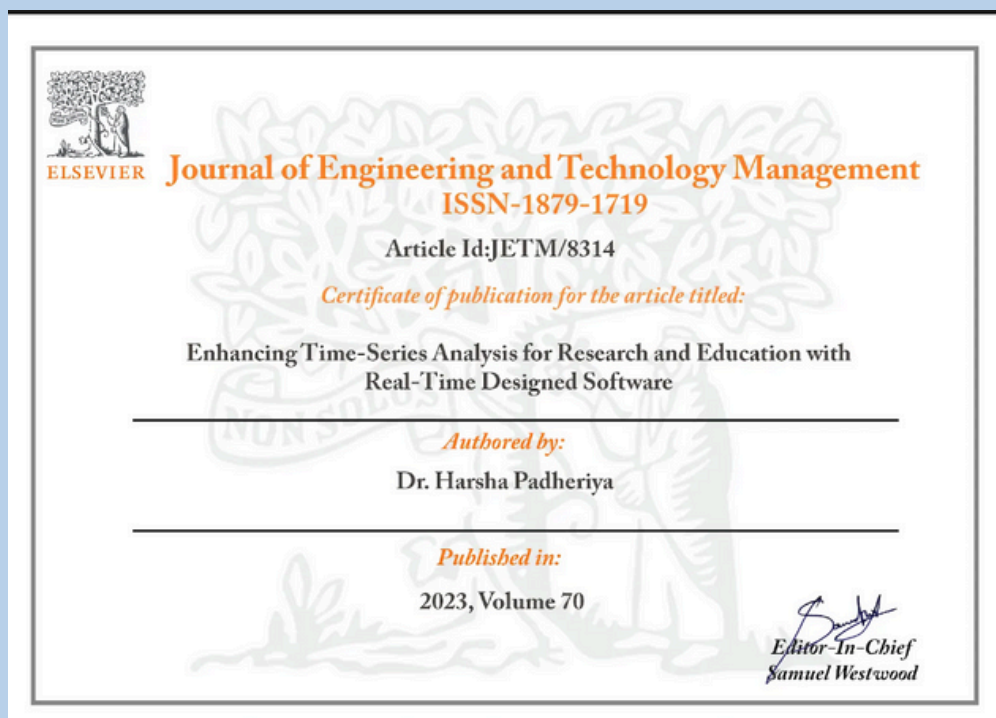 ELSEVIER
Journal of Engineering and Technology Management
ISSN-1879-1719
Article Id:JETM/8314
Certificate of publication for the article titled:
Enhancing Time-Series Analysis for Research and Education with
Real-Time Designed Software
NON SOLUS
Authored by:
Dr. Harsha Padheriya
Published in:
2023, Volume 70
Editor-In-Chief
Samuel Westwood